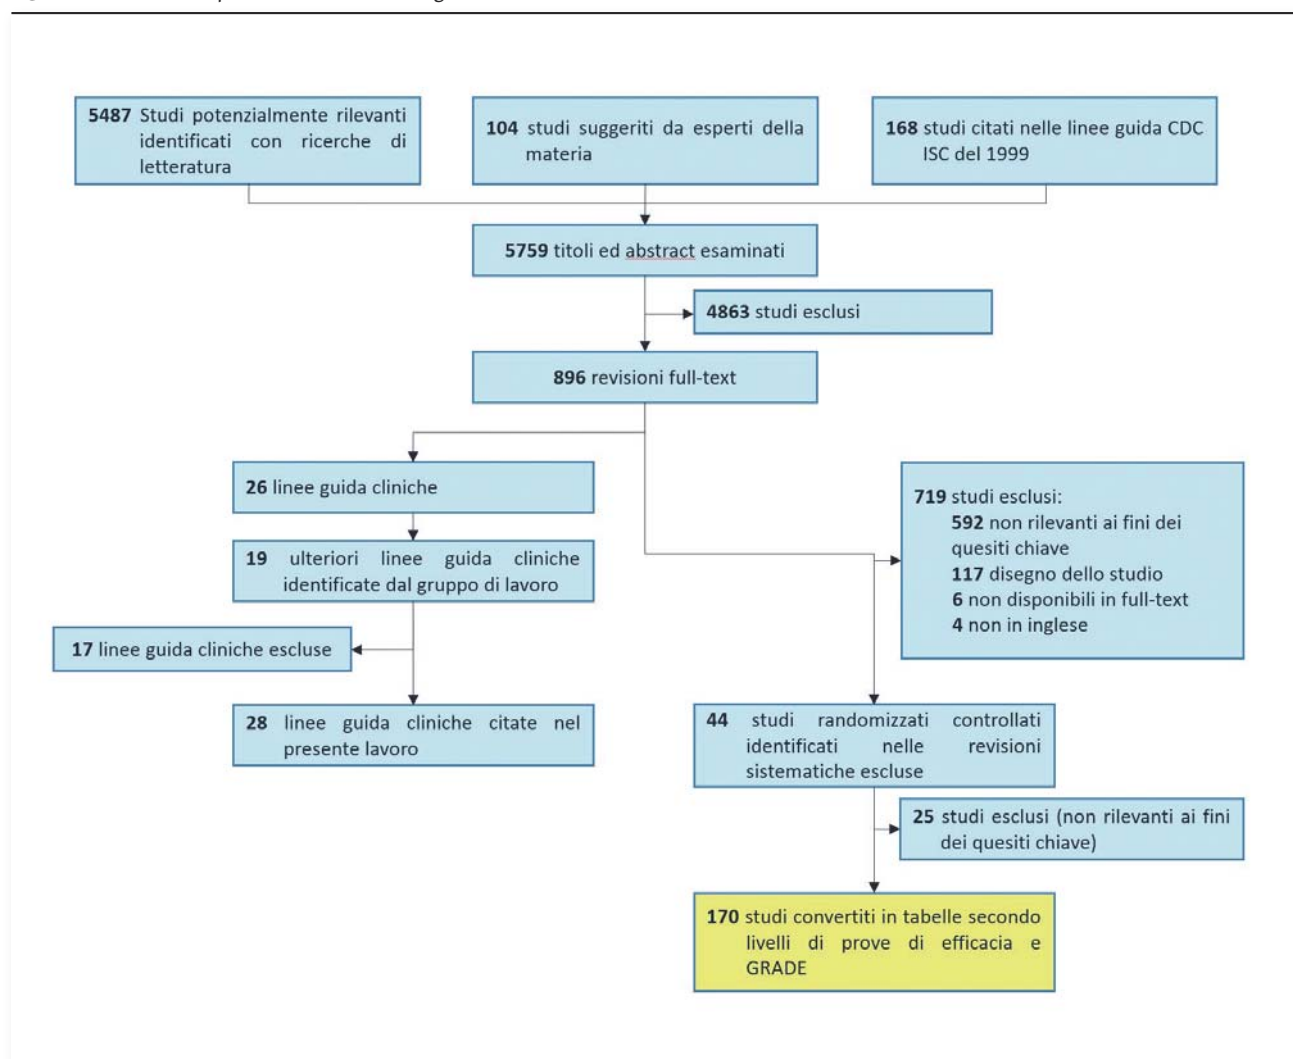 5487 Studi potenzialmente rilevanti
identificati con ricerche di
letteratura
104 studi suggeriti da esperti della
materia
168 studi citati nelle linee guida CDC
ISC del 1999
5759 titoli ed abstract esaminati
4863 studi esclusi
896 revisioni full-text
26 linee guida cliniche
19 ulteriori linee guida cliniche
identificate dal gruppo di lavoro
17 linee guida cliniche escluse
28 linee guida cliniche citate nel
presente lavoro
719 studi esclusi:
592 non rilevanti ai fini dei
quesiti chiave
117 disegno dello studio
6 non disponibili in full-text
4 non in inglese
44 studi randomizzati controllati
identificati nelle revisioni
sistematiche escluse
25 studi esclusi (non rilevanti ai fini
dei quesiti chiave)
170 studi convertiti in tabelle secondo
livelli di prove di efficacia e
GRADE